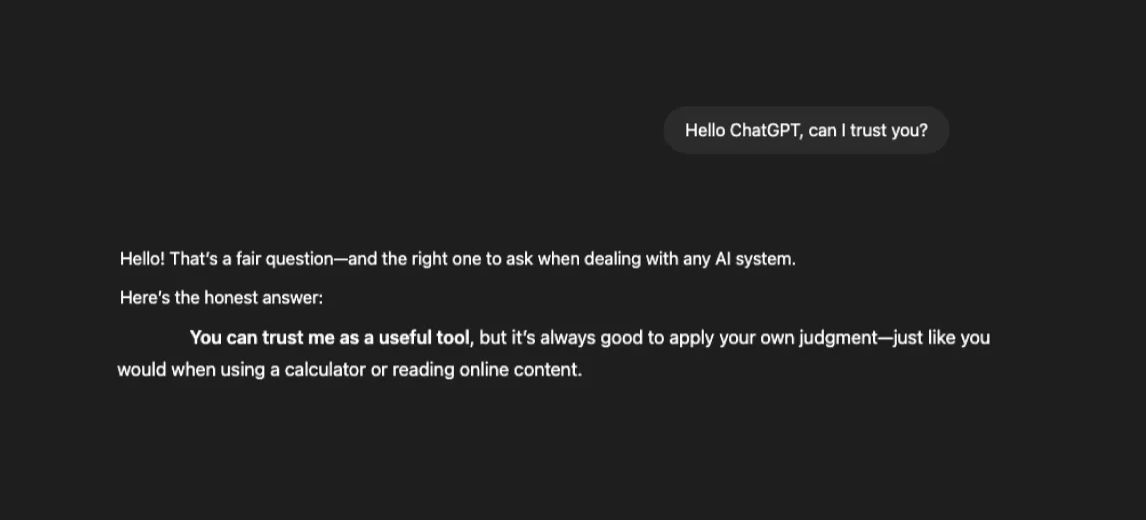 Hello ChatGPT, can I trust you?
Hello! That's a fair question—and the right one to ask when dealing with any AI system.
Here's the honest answer:
You can trust me as a useful tool, but it's always good to apply your own judgment—just like you
would when using a calculator or reading online content.